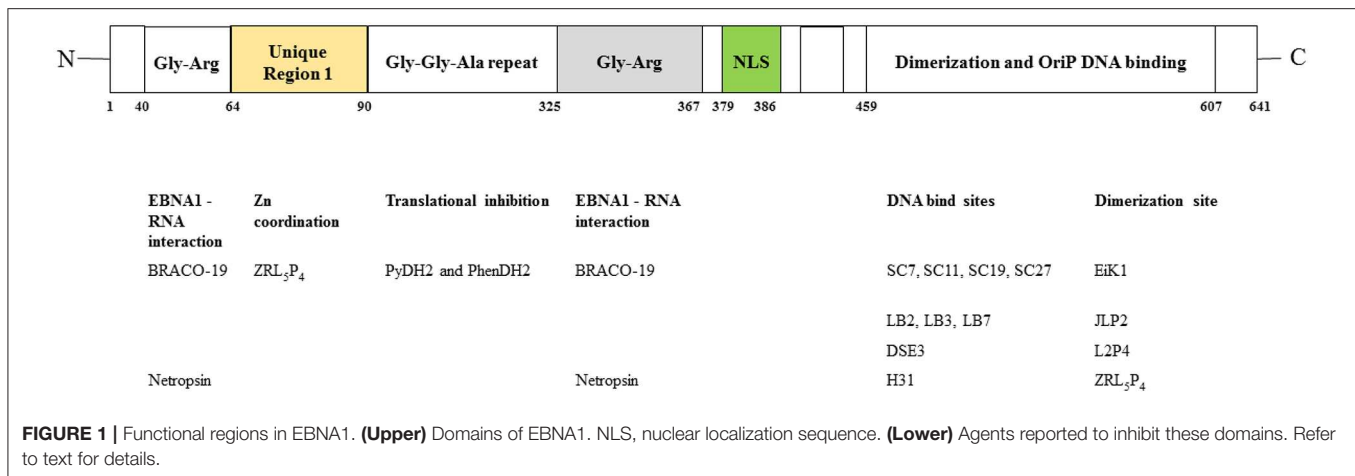 N
Gly-Arg
Unique
Region 1
Gly-Gly-Ala repeat
Gly-Arg
NLS
Dimerization and OriP DNA binding
C
1 40 64 90 325 367 379 386 459 607 641
EBNA1 -
RNA
interaction
Zn
coordination
Translational inhibition
EBNA1 - RNA
interaction
DNA bind sites
Dimerization site
BRACO-19 ZRL₅P₄ PyDH2 and PhenDH2 BRACO-19 SC7, SC11, SC19, SC27 EiK1
LB2, LB3, LB7 JLP2
DSE3 L2P4
Netropsin Netropsin H31 ZRL₅P₄
FIGURE 1 | Functional regions in EBNA1. (Upper) Domains of EBNA1. NLS, nuclear localization sequence. (Lower) Agents reported to inhibit these domains. Refer
to text for details.